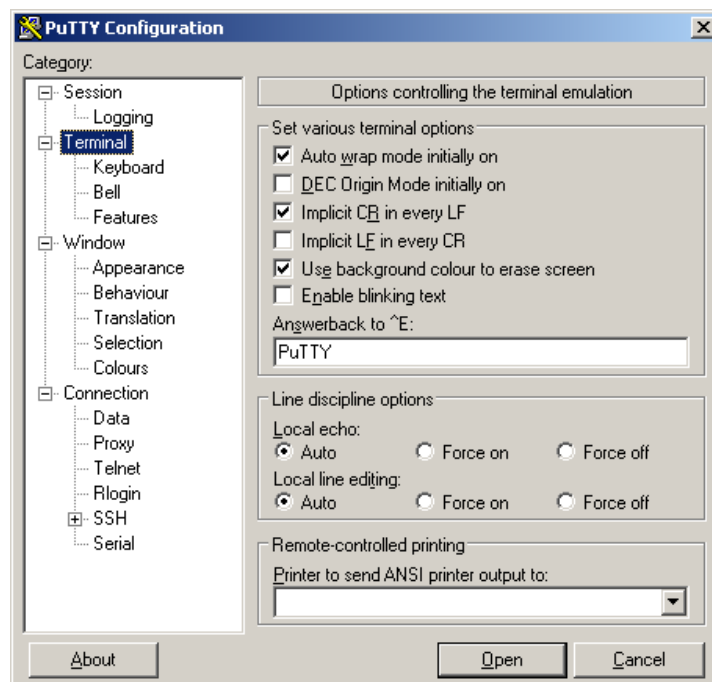 PuTTY Configuration
Category:
Session
Logging
Terminal
Keyboard
Bell
Features
Window
Appearance
Behaviour
Translation
Selection
Colours
Connection
Data
Proxy
Telnet
Rlogin
SSH
Serial
Options controlling the terminal emulation
Set various terminal options
Auto wrap mode initially on
DEC Origin Mode initially on
Implicit CR in every LF
Implicit LF in every CR
Use background colour to erase screen
Enable blinking text
Answerback to ^E:
PuTTY
Line discipline options
Local echo:
Auto Force on Force off
Local line editing:
Auto Force on Force off
Remote-controlled printing
Printer to send ANSI printer output to:
About Open Cancel